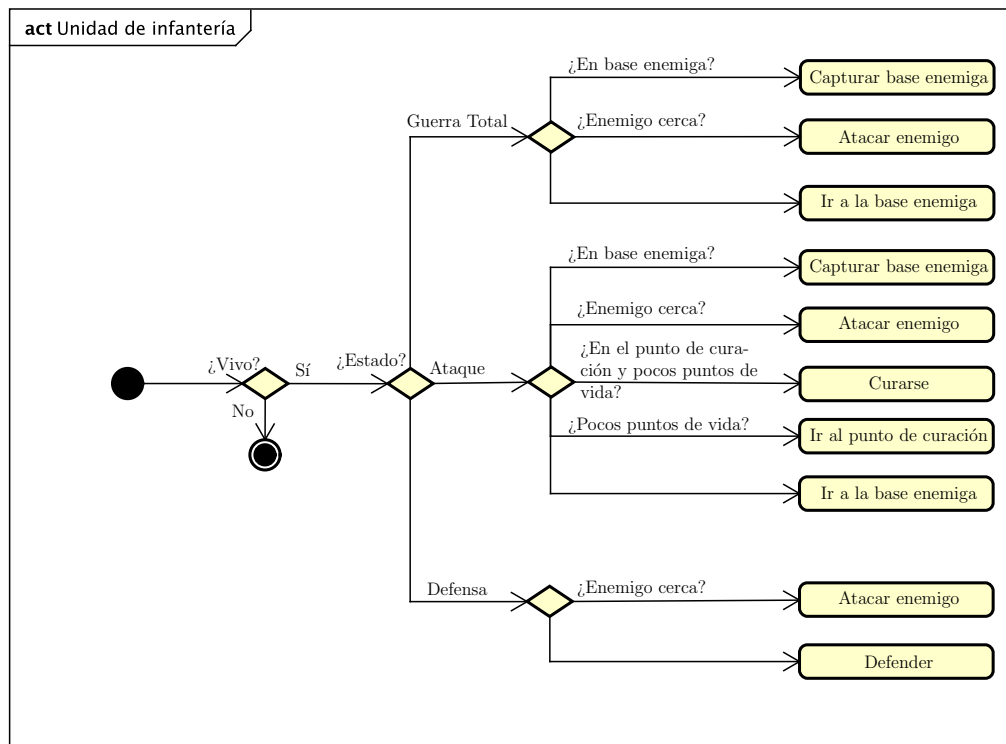 act Unidad de infantería
¿En base enemiga?
Capturar base enemiga
Guerra Total
¿Enemigo cerca?
Atacar enemigo
Ir a la base enemiga
¿En base enemiga?
Capturar base enemiga
¿Enemigo cerca?
Atacar enemigo
¿Vivo?
Sí
¿Estado?
Ataque
¿En el punto de cura-
ción y pocos puntos de
vida?
Curarse
No
¿Pocos puntos de vida?
Ir al punto de curación
Ir a la base enemiga
Defensa
¿Enemigo cerca?
Atacar enemigo
Defender